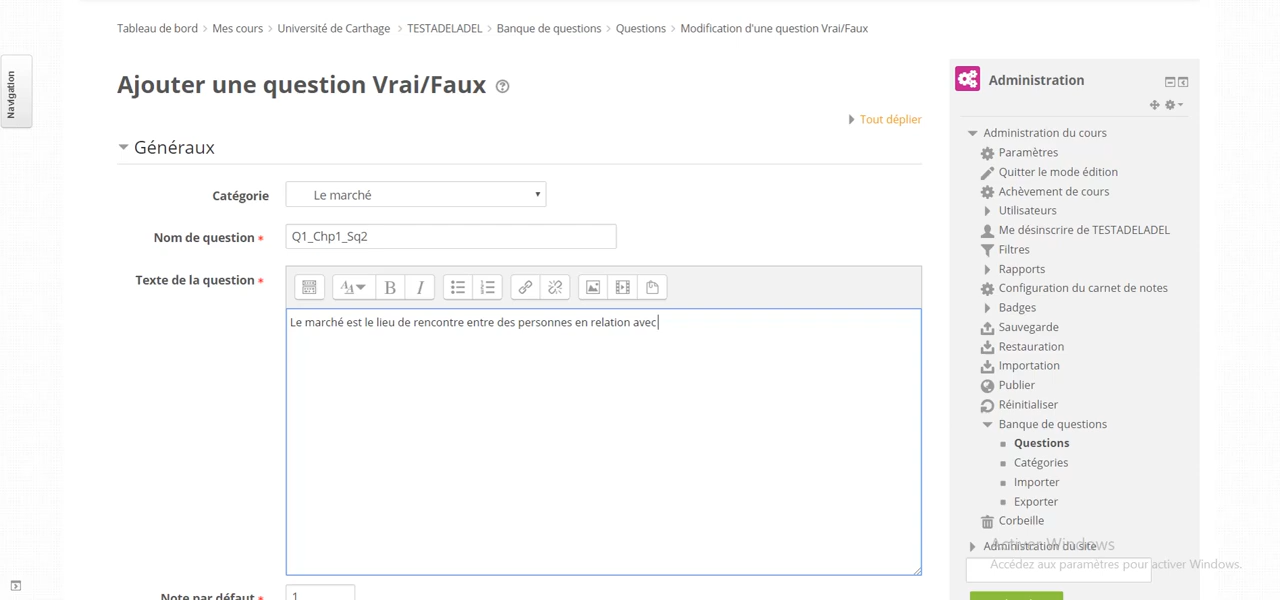 Tableau de bord > Mes cours > Université de Carthage > TESTADELADEL > Banque de questions > Questions > Modification d'une question Vrai/Faux
Navigation
Ajouter une question Vrai/Faux
Tout déplier
Généraux
Catégorie
Le marché
Nom de question *
Q1_Chp1_Sq2
Texte de la question *
Le marché est le lieu de rencontre entre des personnes en relation avec
Note par défaut *
1
Administration
Administration du cours
Paramètres
Quitter le mode édition
Achèvement de cours
Utilisateurs
Me désinscrire de TESTADELADEL
Filtres
Rapports
Configuration du carnet de notes
Badges
Sauvegarde
Restauration
Importation
Publier
Réinitialiser
Banque de questions
Questions
Catégories
Importer
Exporter
Corbeille
Administration du site
Activer Windows
Accédez aux paramètres pour activer Windows.